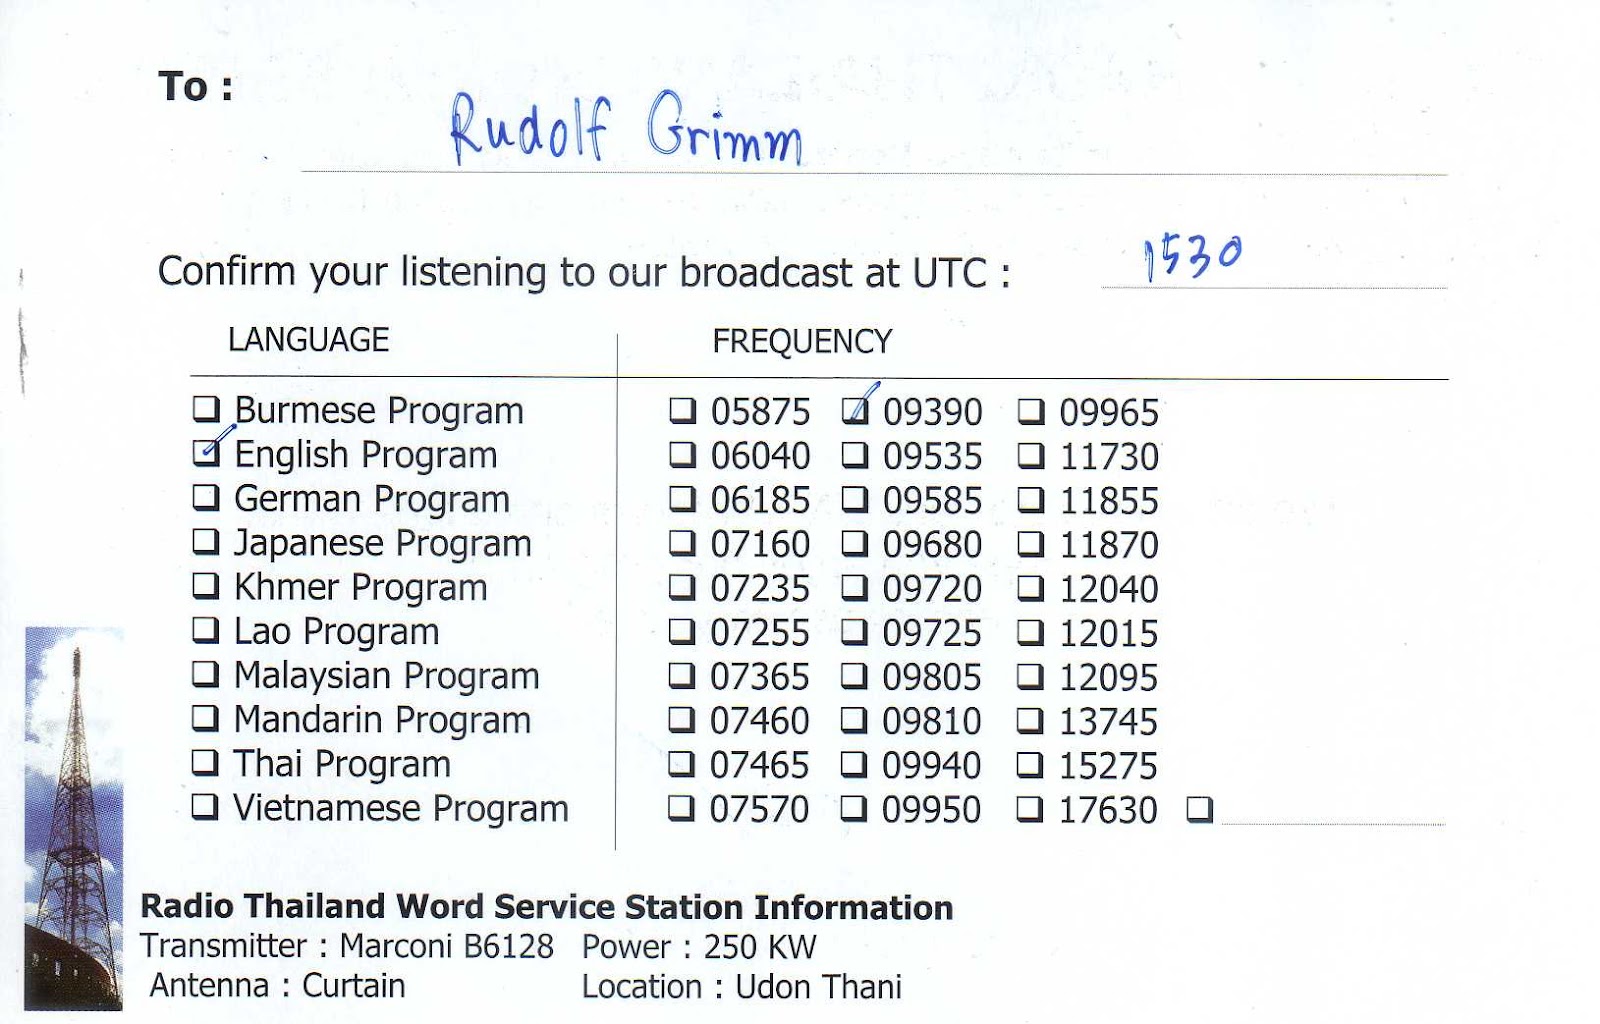 To :
Rudolf Grimm
Confirm your listening to our broadcast at UTC : 1530
LANGUAGE FREQUENCY
❑ Burmese Program ❑ 05875 ☑ 09390 ❑ 09965
☑ English Program ❑ 06040 ❑ 09535 ❑ 11730
❑ German Program ❑ 06185 ❑ 09585 ❑ 11855
❑ Japanese Program ❑ 07160 ❑ 09680 ❑ 11870
❑ Khmer Program ❑ 07235 ❑ 09720 ❑ 12040
❑ Lao Program ❑ 07255 ❑ 09725 ❑ 12015
❑ Malaysian Program ❑ 07365 ❑ 09805 ❑ 12095
❑ Mandarin Program ❑ 07460 ❑ 09810 ❑ 13745
❑ Thai Program ❑ 07465 ❑ 09940 ❑ 15275
❑ Vietnamese Program ❑ 07570 ❑ 09950 ❑ 17630 ❑
Radio Thailand Word Service Station Information
Transmitter : Marconi B6128 Power : 250 KW
Antenna : Curtain Location : Udon Thani